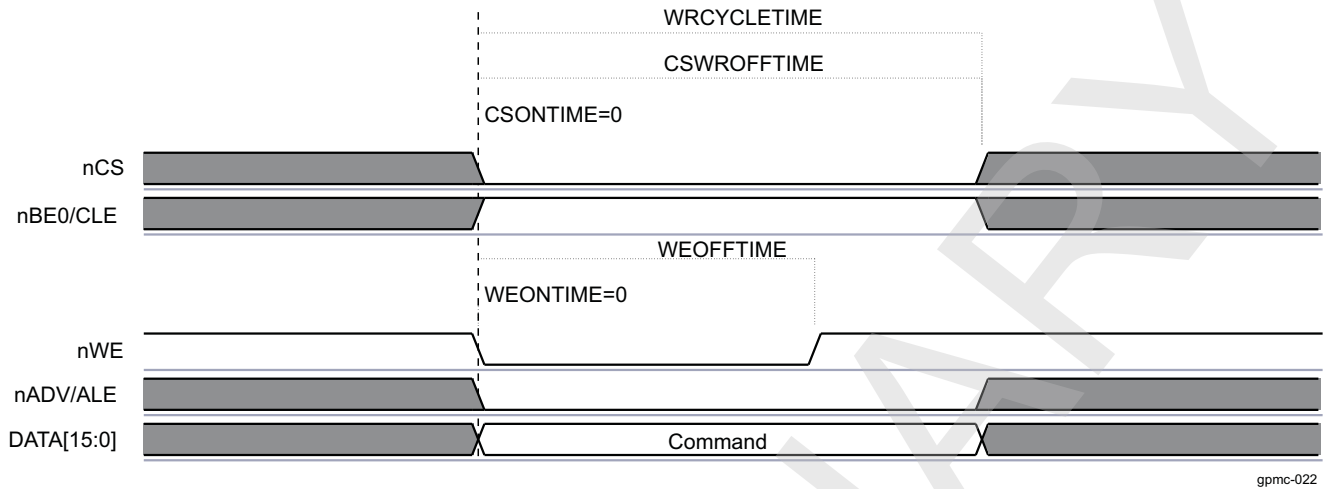 WRCYCLETIME
CSWROFFTIME
CSONTIME=0
nCS
nBE0/CLE
WEOFFTIME
WEONTIME=0
nWE
nADV/ALE
DATA[15:0] Command
gpmc-022